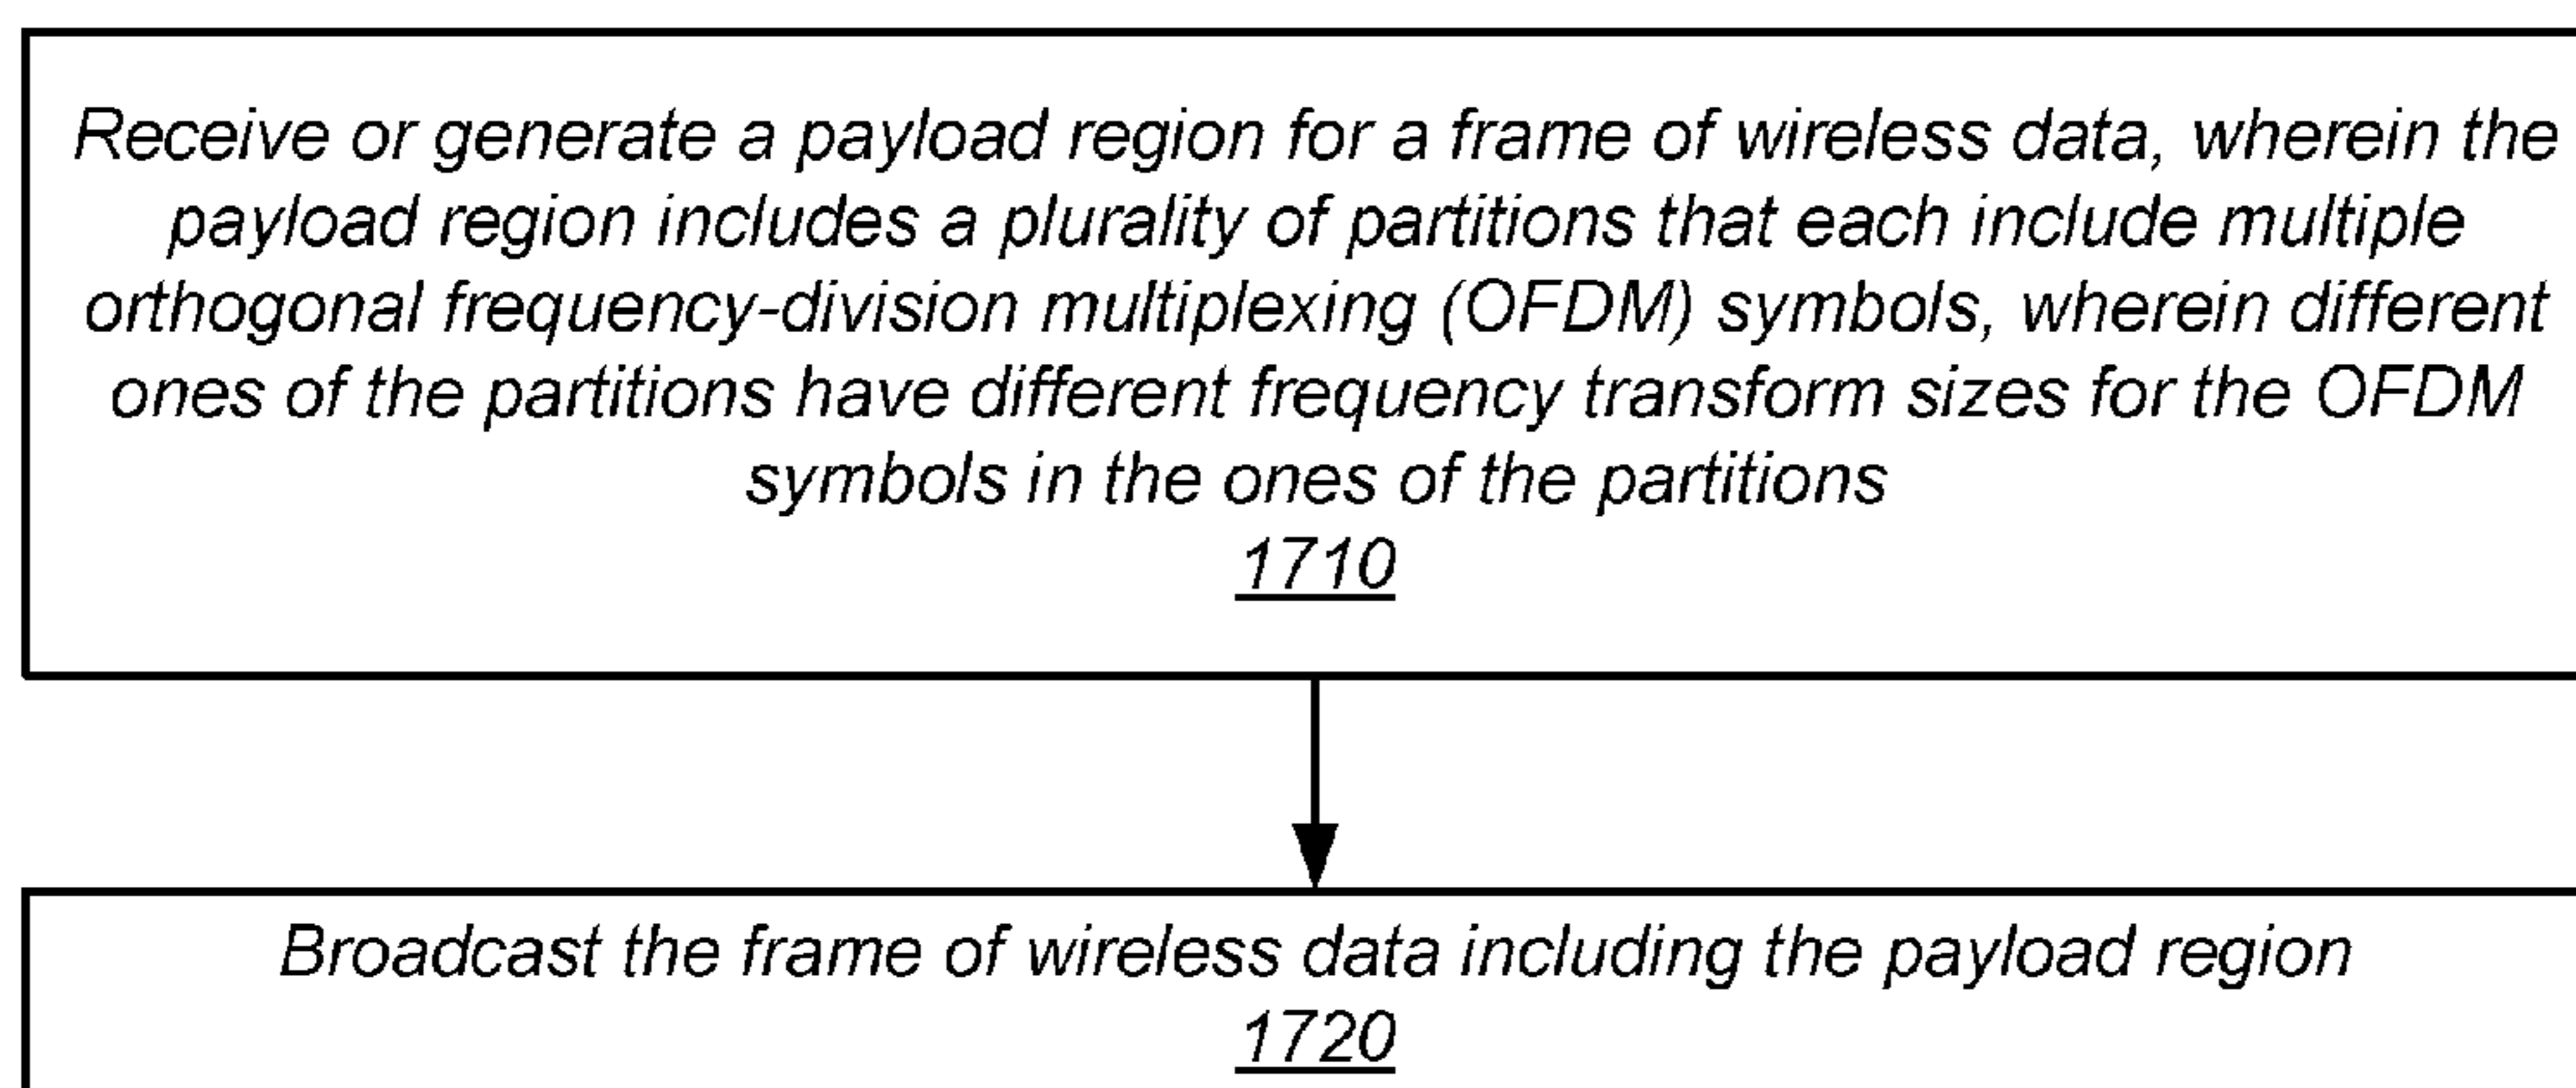 Receive or generate a payload region for a frame of wireless data, wherein the
payload region includes a plurality of partitions that each include multiple
orthogonal frequency-division multiplexing (OFDM) symbols, wherein different
ones of the partitions have different frequency transform sizes for the OFDM
symbols in the ones of the partitions
1710
Broadcast the frame of wireless data including the payload region
1720